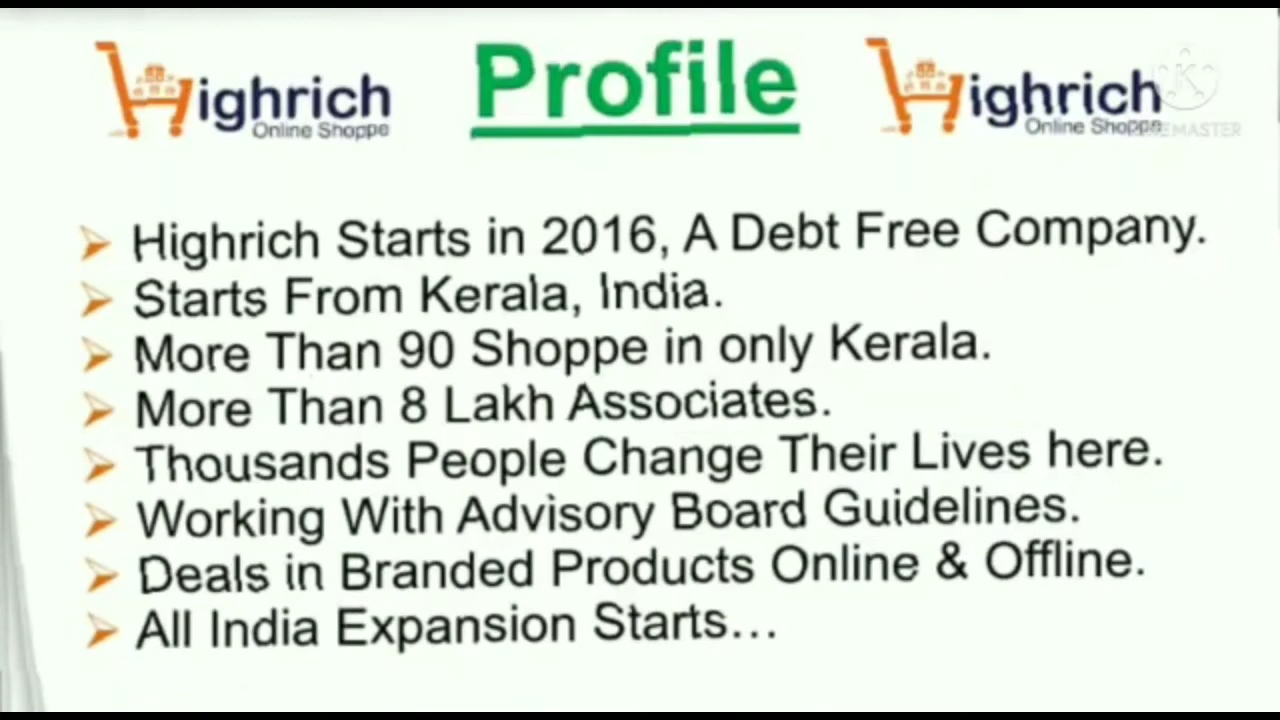 Highrich
Online Shoppe
Profile
Highrich
Online Shoppe
Highrich Starts in 2016, A Debt Free Company.
Starts From Kerala, India.
More Than 90 Shoppe in only Kerala.
More Than 8 Lakh Associates.
Thousands People Change Their Lives here.
Working With Advisory Board Guidelines.
Deals in Branded Products Online & Offline.
All India Expansion Starts...